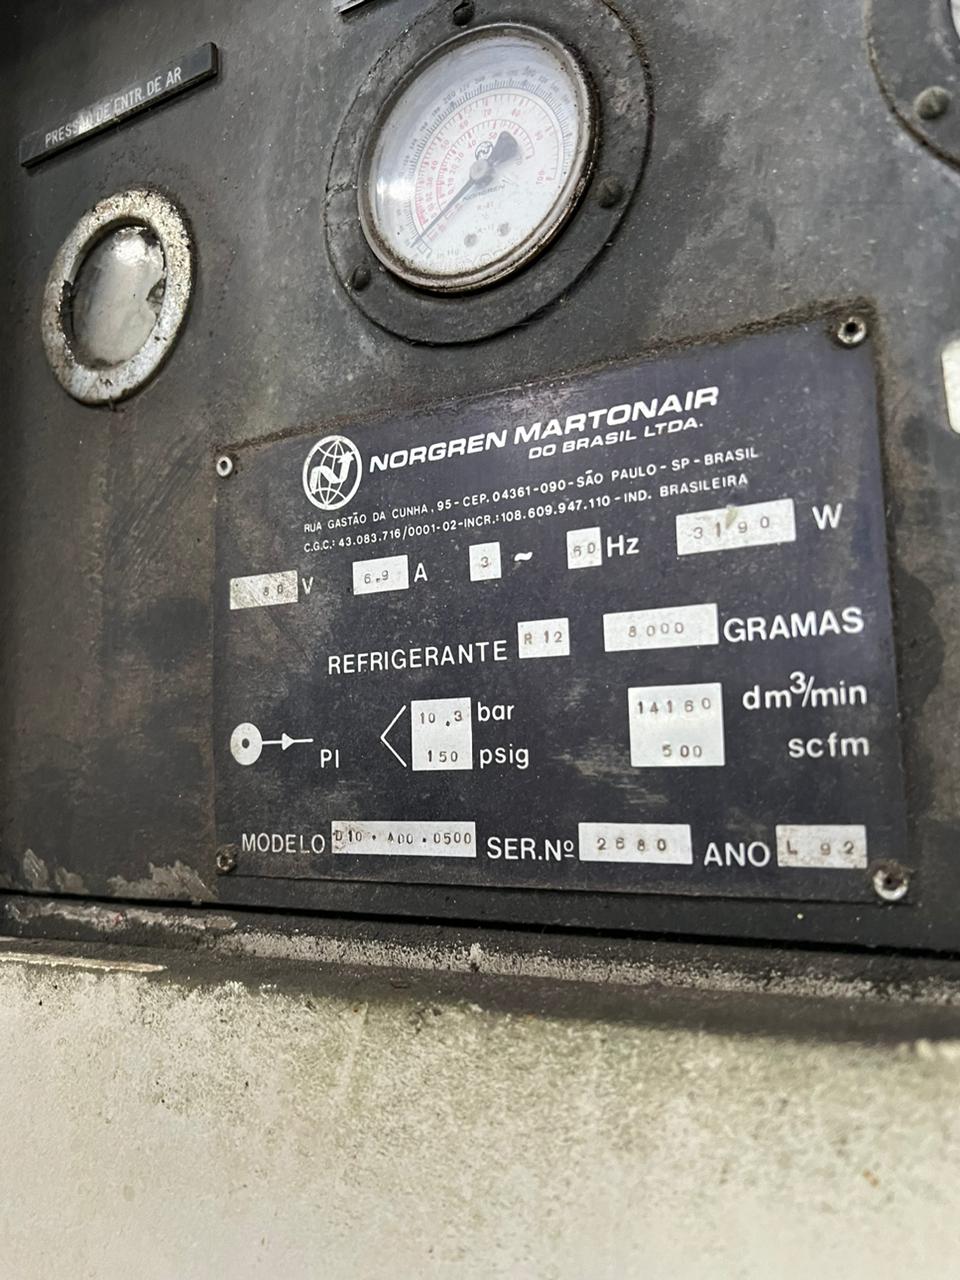 PRESSÃO DE ENTR. DE AR
NORGREN
NORGREN MARTONAIR
DO BRASIL LTDA.
RUA GASTÃO DA CUNHA, 95 - CEP. 04361-090 - SÃO PAULO - SP - BRASIL
C.G.C.: 43.083.716/0001-02 - INCR.: 108.609.947.110 - IND. BRASILEIRA
80 V 6.9 A 3 ~ 60 Hz 3190 W
REFRIGERANTE R 12 8000 GRAMAS
PI 10.3 bar 14160 dm³/min
150 psig 500 scfm
MODELO D10.A00.0500 SER.Nº 2680 ANO L 92